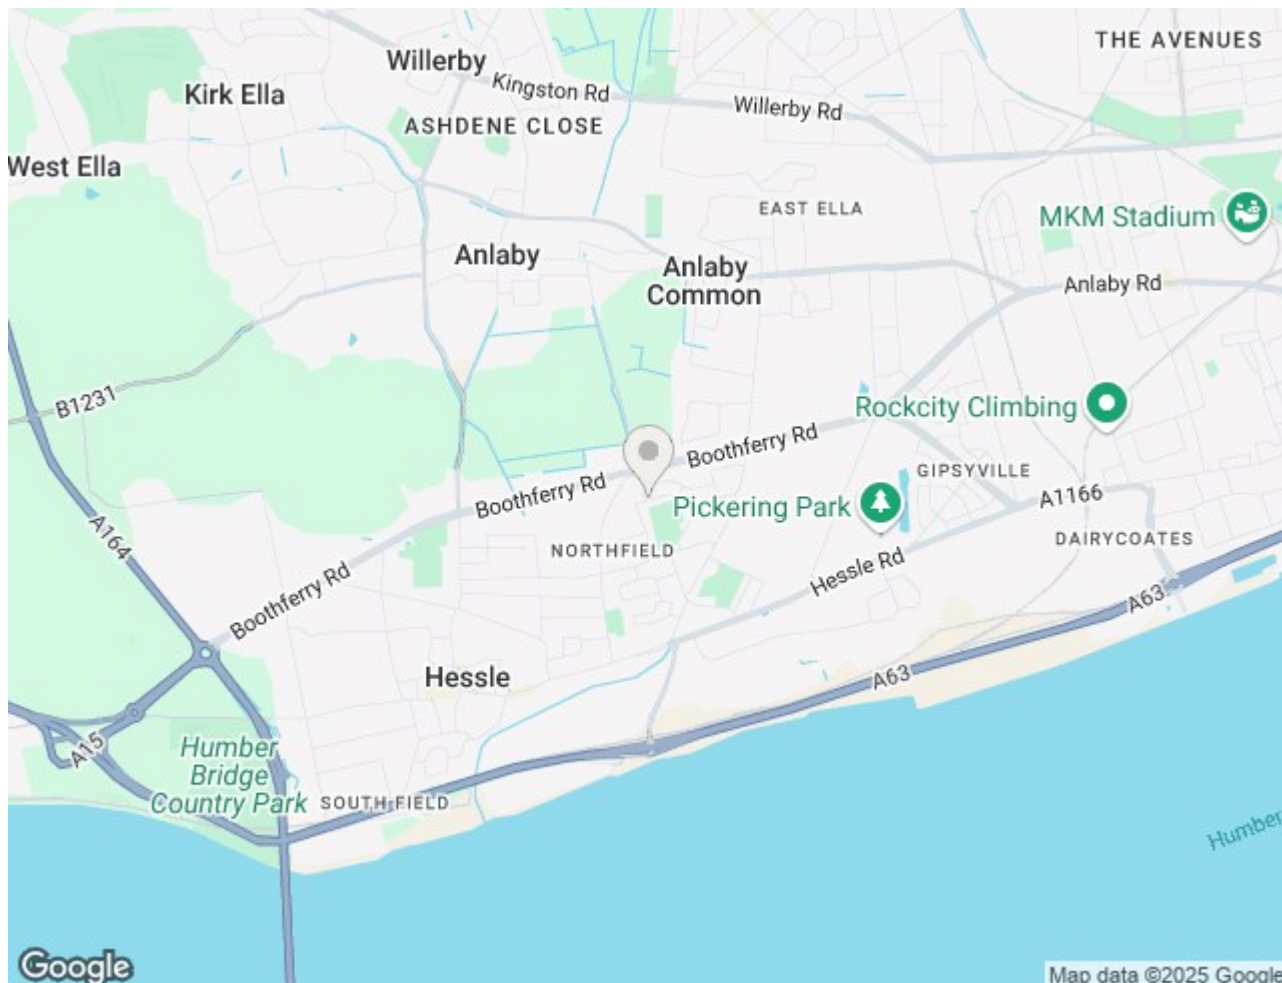 THE AVENUES
Willerby
Kingston Rd
Kirk Ella
Willerby Rd
ASHDENE CLOSE
West Ella
EAST ELLA
MKM Stadium
Anlaby
Anlaby
Common
Anlaby Rd
B1231
Rockcity Climbing
Boothferry Rd
GIPSYVILLE
Boothferry Rd
A1166
Pickering Park
A164
NORTHFIELD
DAIRYCOATES
Hessle Rd
Boothferry Rd
A63
Hessle
A63
A15
Humber
Bridge
Country Park
SOUTH FIELD
Humber
Google
Map data ©2025 Google